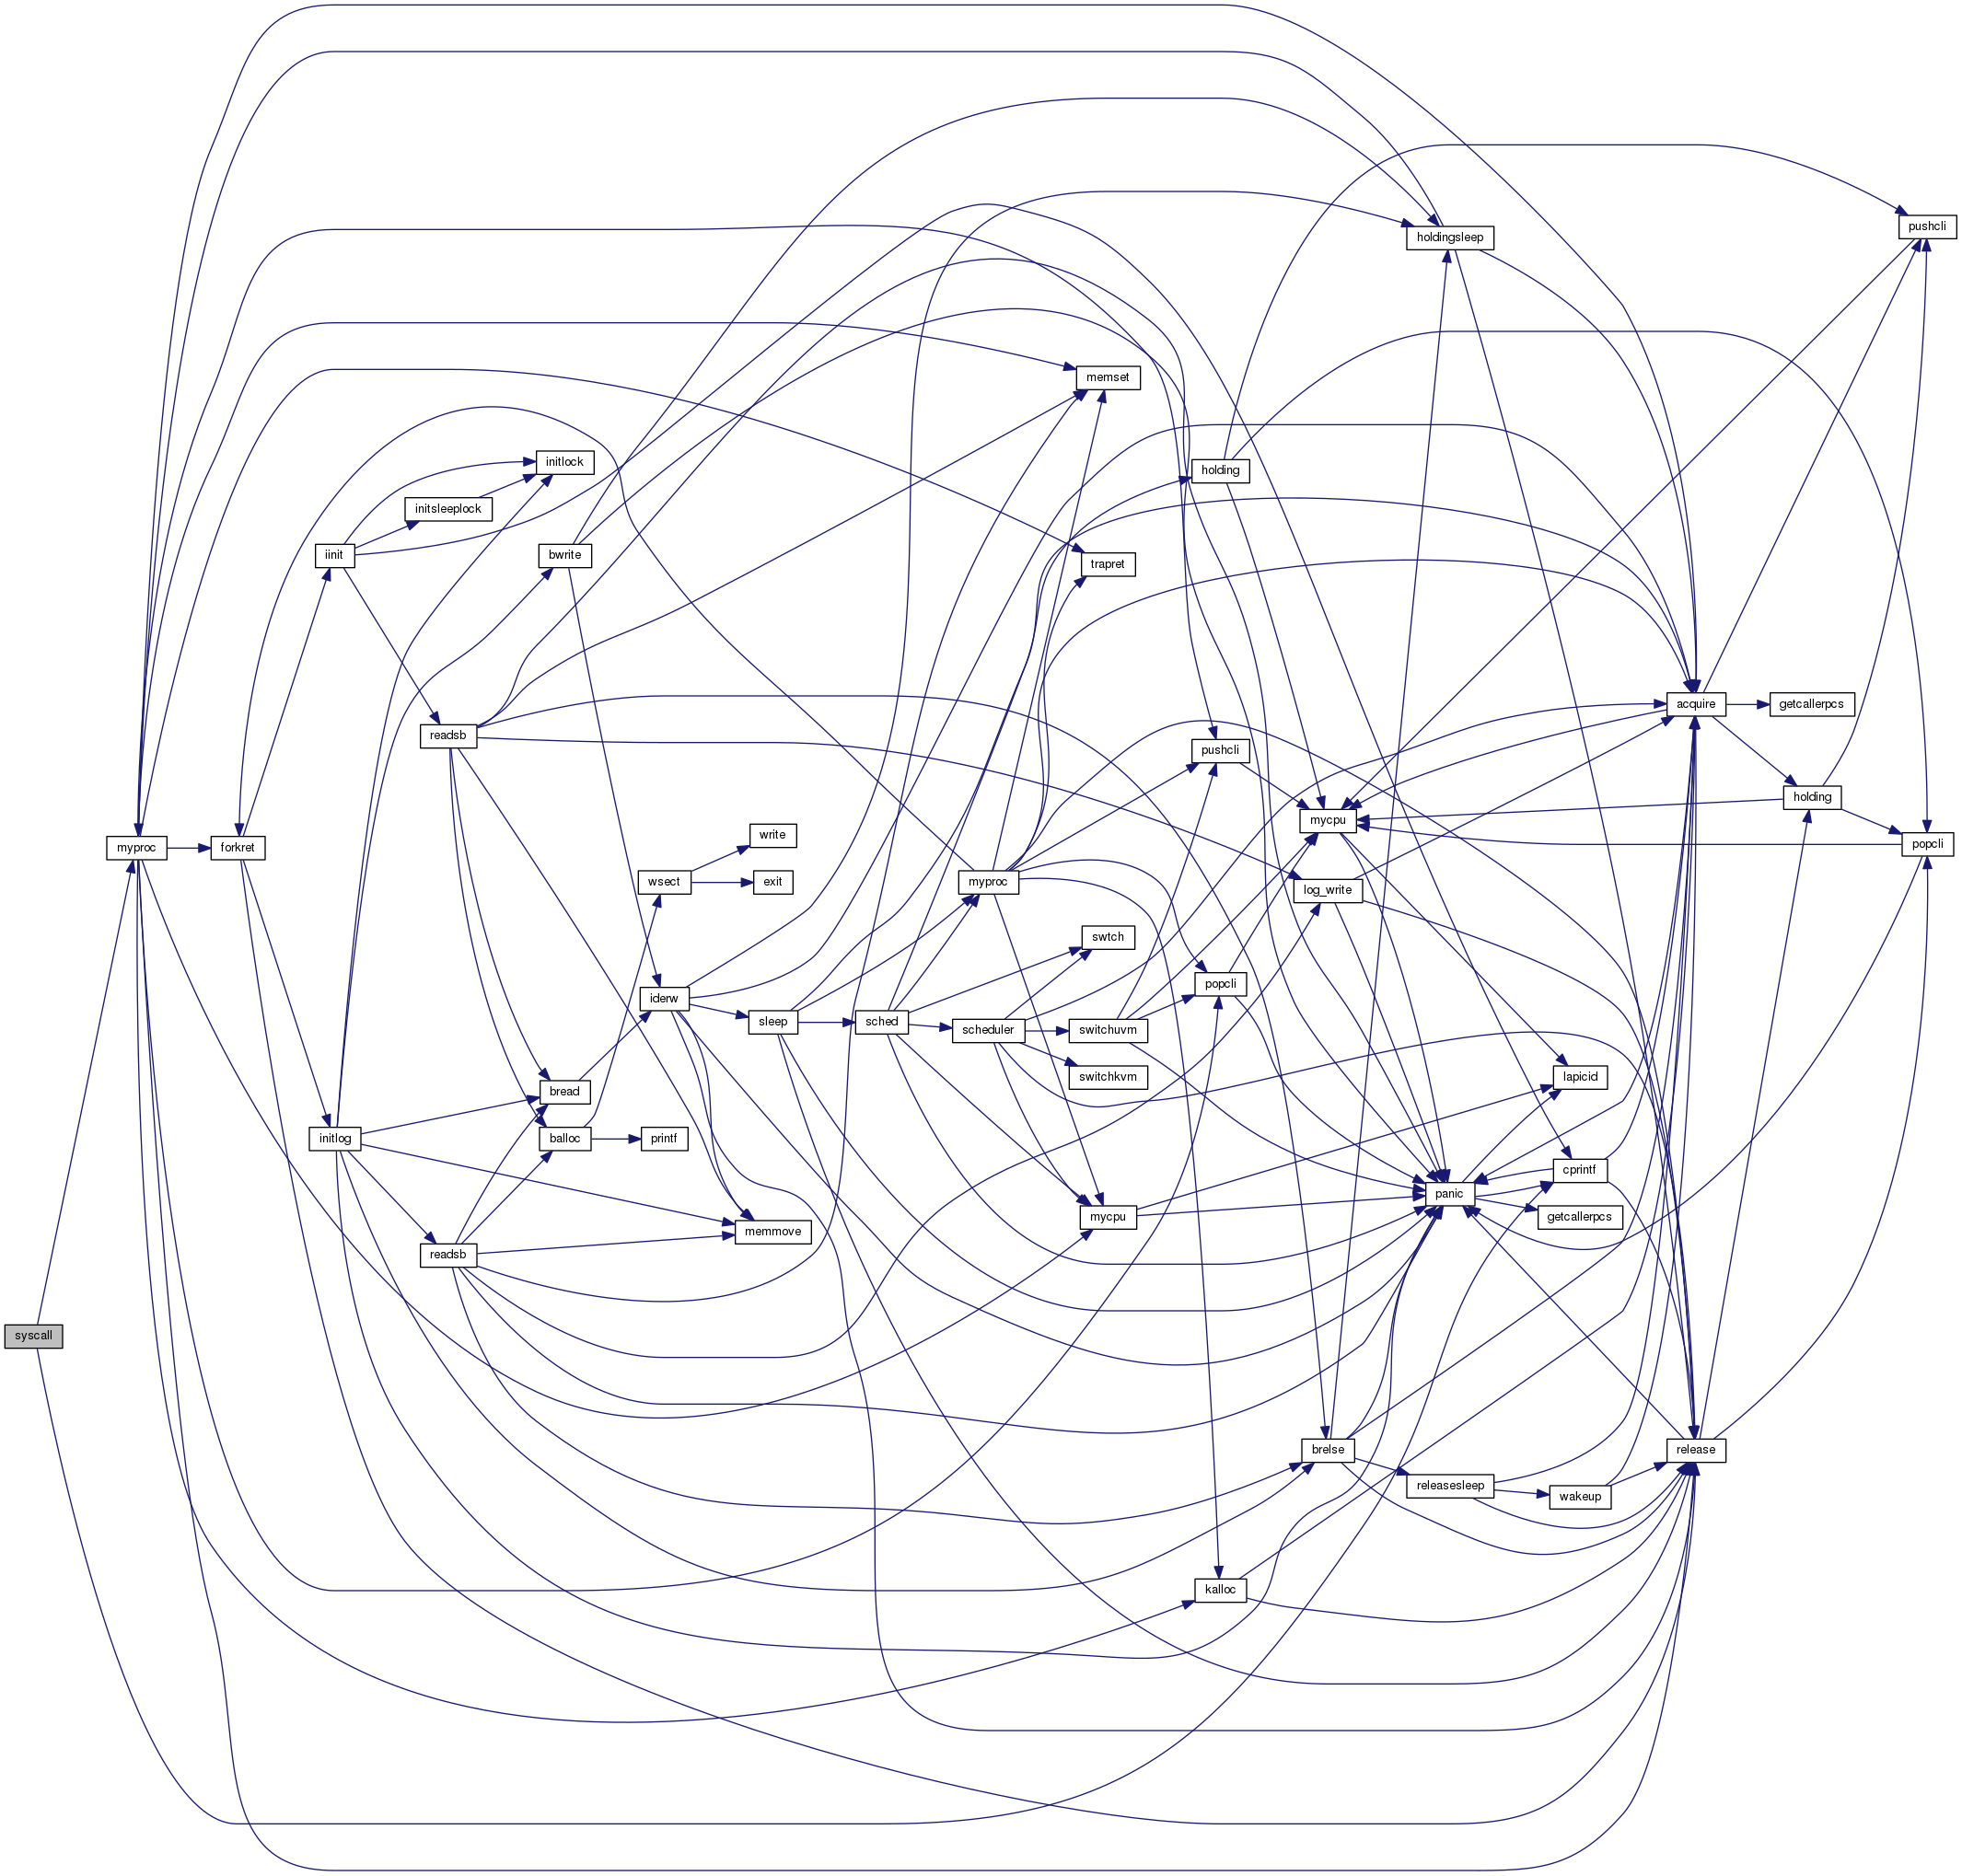 syscall
myproc
forkret
iinit
initlog
initsleeplock
readsb
readsb
initlock
bwrite
bread
balloc
wsect
iderw
printf
write
exit
sleep
memmove
sched
myproc
scheduler
memset
trapret
swtch
switchuvm
switchkvm
mycpu
holding
pushcli
popcli
kalloc
mycpu
log_write
brelse
holdingsleep
panic
releasesleep
lapicid
cprintf
getcallerpcs
wakeup
acquire
release
getcallerpcs
holding
pushcli
popcli